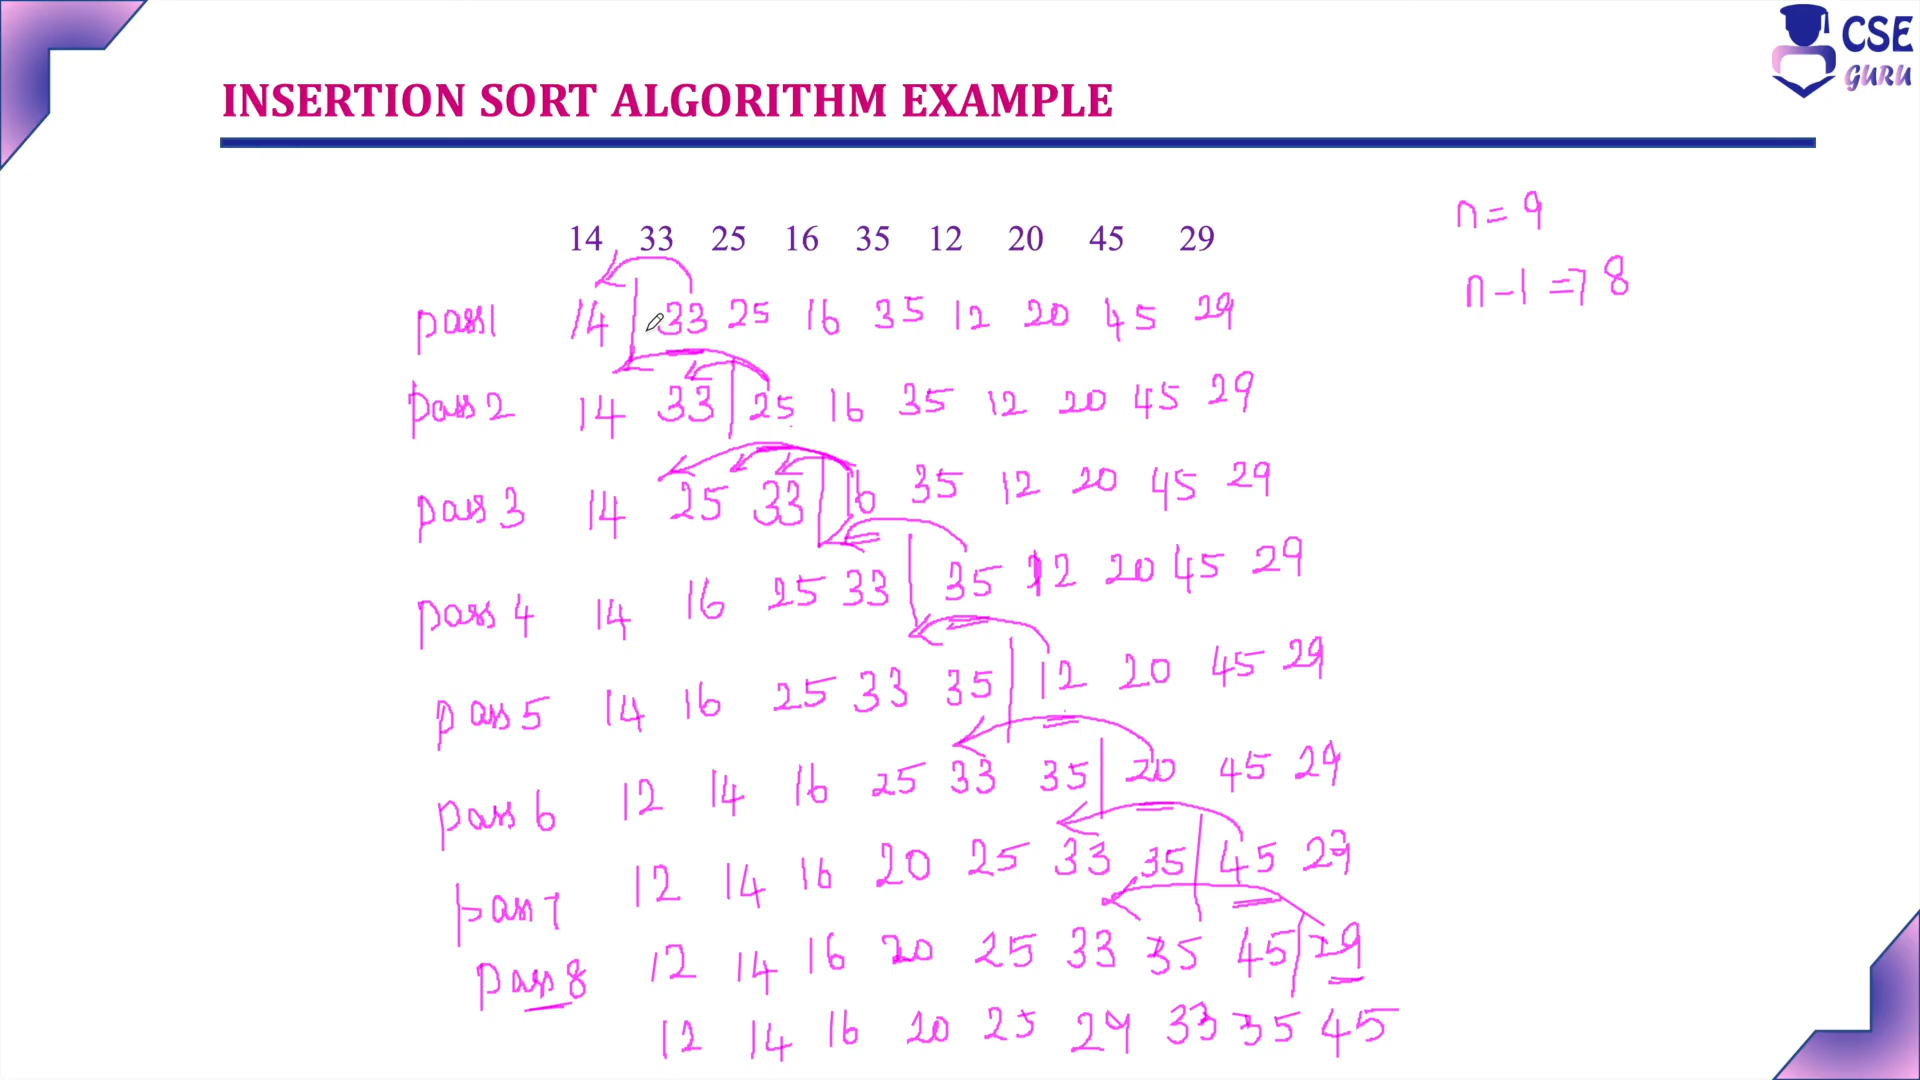 CSE
GURU
INSERTION SORT ALGORITHM EXAMPLE
n = 9
n - 1 => 8
14 33 25 16 35 12 20 45 29
pass1 14 | 33 25 16 35 12 20 45 29
pass 2 14 33 | 25 16 35 12 20 45 29
pass 3 14 25 33 | 16 35 12 20 45 29
pass 4 14 16 25 33 | 35 12 20 45 29
pass 5 14 16 25 33 35 | 12 20 45 29
pass 6 12 14 16 25 33 35 | 20 45 29
pass 7 12 14 16 20 25 33 35 | 45 29
pass 8 12 14 16 20 25 33 35 45 | 29
12 14 16 20 25 29 33 35 45